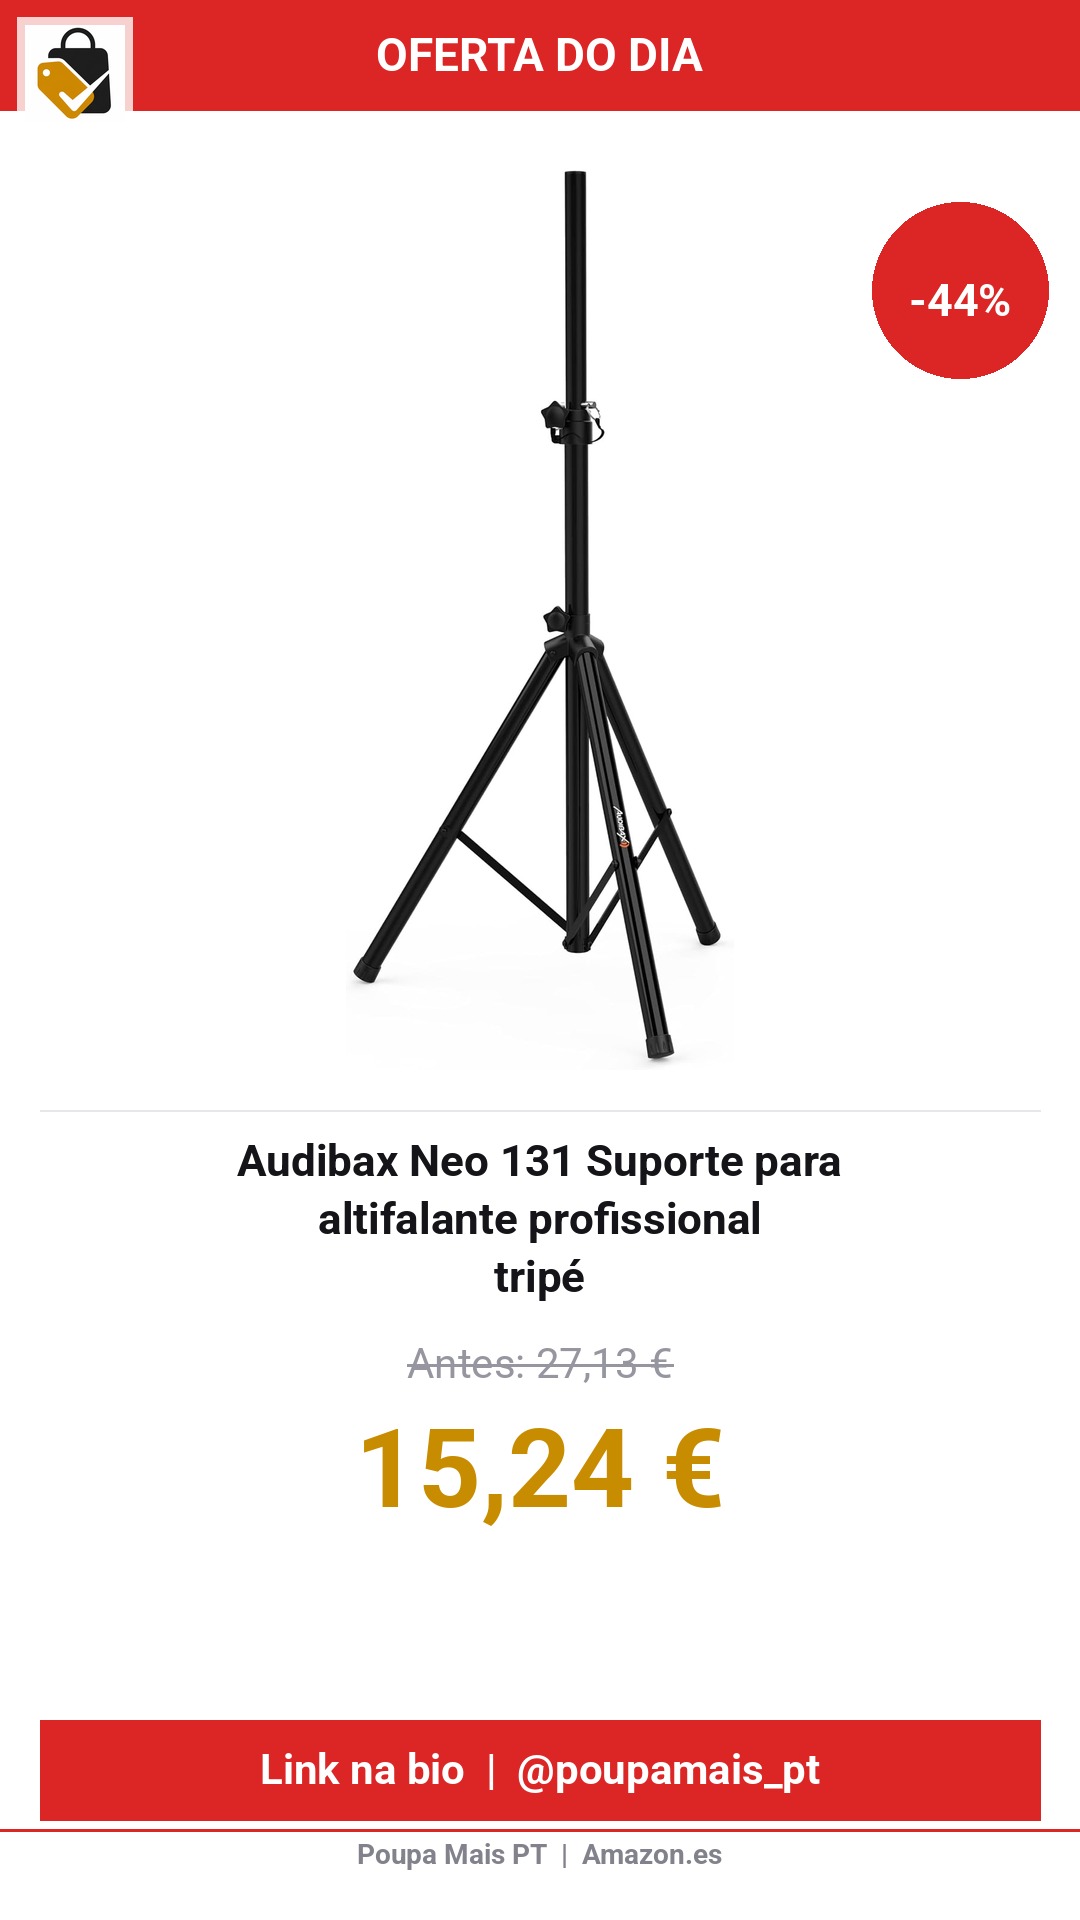 OFERTA DO DIA
-44%
Audibax
Audibax Neo 131 Suporte para
altifalante profissional
tripé
Antes: 27,13 €
15,24 €
Link na bio | @poupamais_pt
Poupa Mais PT | Amazon.es